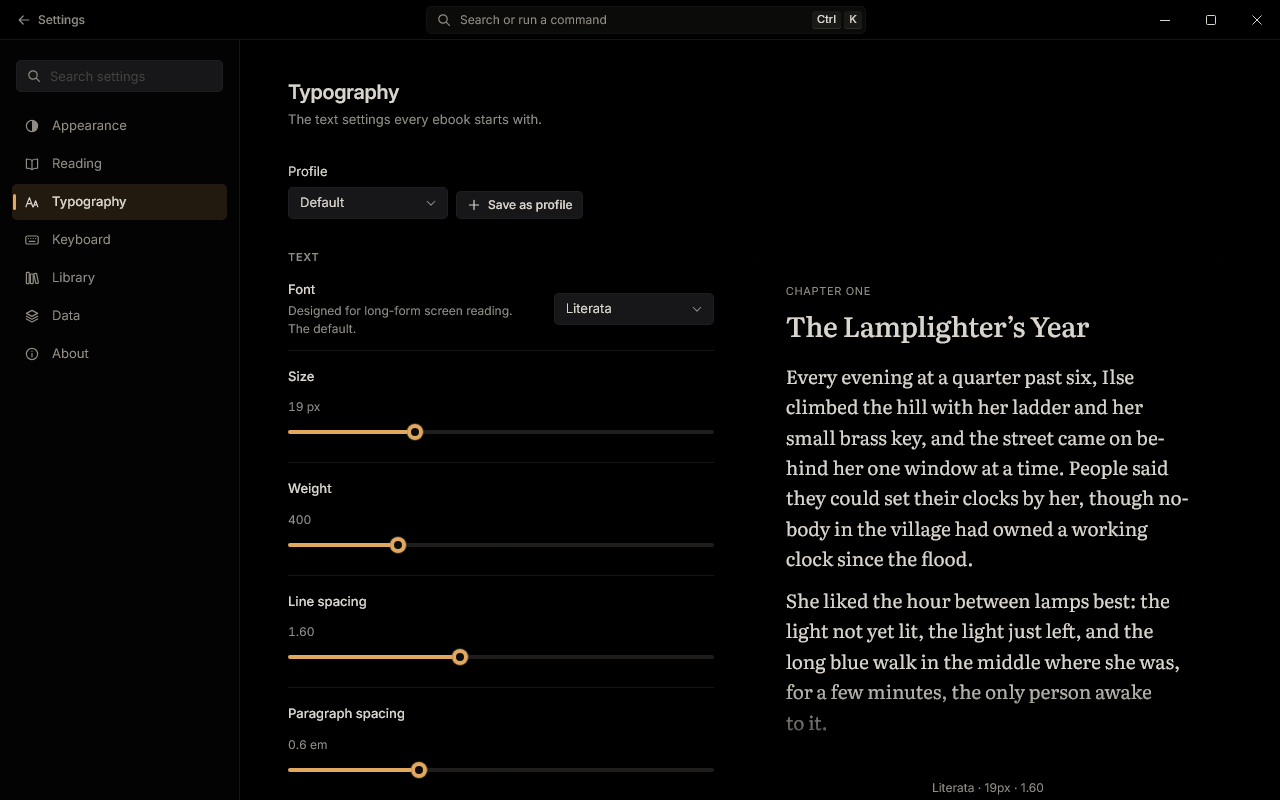 Settings
Search or run a command
Ctrl K
Search settings
Appearance
Reading
Typography
Keyboard
Library
Data
About
Typography
The text settings every ebook starts with.
Profile
Default
Save as profile
TEXT
Font
Designed for long-form screen reading.
The default.
Literata
Size
19 px
Weight
400
Line spacing
1.60
Paragraph spacing
0.6 em
CHAPTER ONE
The Lamplighter’s Year
Every evening at a quarter past six, Ilse
climbed the hill with her ladder and her
small brass key, and the street came on be-
hind her one window at a time. People said
they could set their clocks by her, though no-
body in the village had owned a working
clock since the flood.
She liked the hour between lamps best: the
light not yet lit, the light just left, and the
long blue walk in the middle where she was,
for a few minutes, the only person awake
to it.
Literata · 19px · 1.60